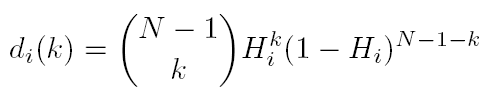 d_i(k) = \binom{N-1}{k} H_i^k (1 - H_i)^{N-1-k}